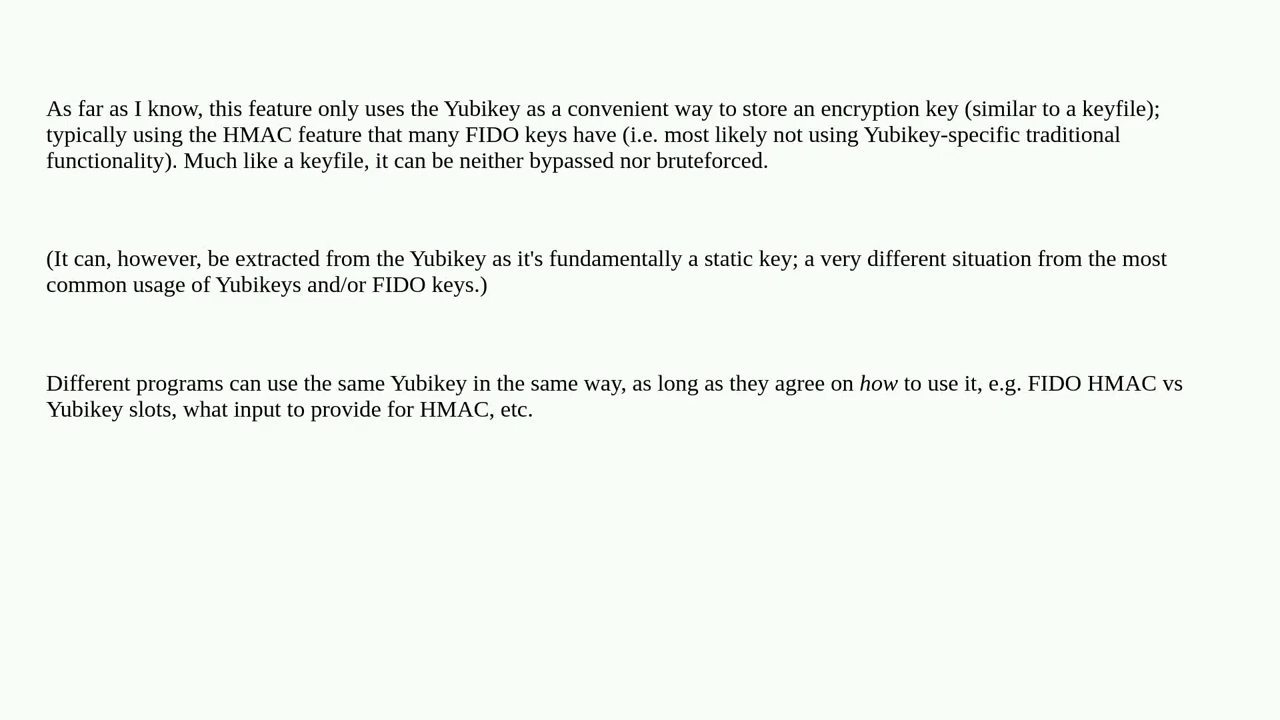 As far as I know, this feature only uses the Yubikey as a convenient way to store an encryption key (similar to a keyfile);
typically using the HMAC feature that many FIDO keys have (i.e. most likely not using Yubikey-specific traditional
functionality). Much like a keyfile, it can be neither bypassed nor bruteforced.
(It can, however, be extracted from the Yubikey as it's fundamentally a static key; a very different situation from the most
common usage of Yubikeys and/or FIDO keys.)
Different programs can use the same Yubikey in the same way, as long as they agree on how to use it, e.g. FIDO HMAC vs
Yubikey slots, what input to provide for HMAC, etc.